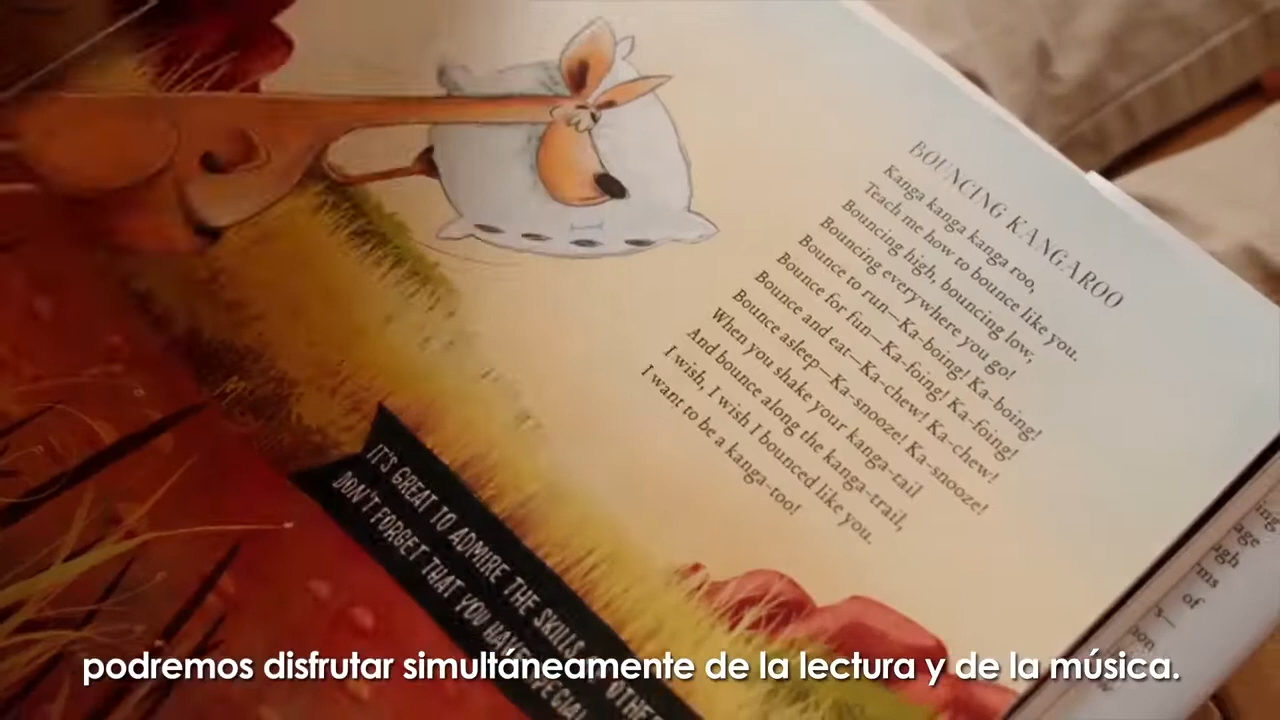 BOUNCING KANGAROO
Kanga kanga kanga roo,
Teach me how to bounce like you.
Bouncing high, bouncing low,
Bouncing everywhere you go!
Bounce to run—Ka-boing! Ka-boing!
Bounce for fun—Ka-foing! Ka-foing!
Bounce and eat—Ka-chew! Ka-chew!
Bounce asleep—Ka-snooze! Ka-snooze!
When you shake your kanga-tail
And bounce along the kanga-trail,
I wish, I wish I bounced like you.
I want to be a kanga-too!
IT'S GREAT TO ADMIRE THE SKILLS
DON'T FORGET THAT YOU HAVE SPECIAL
of
podremos disfrutar simultáneamente de la lectura y de la música.